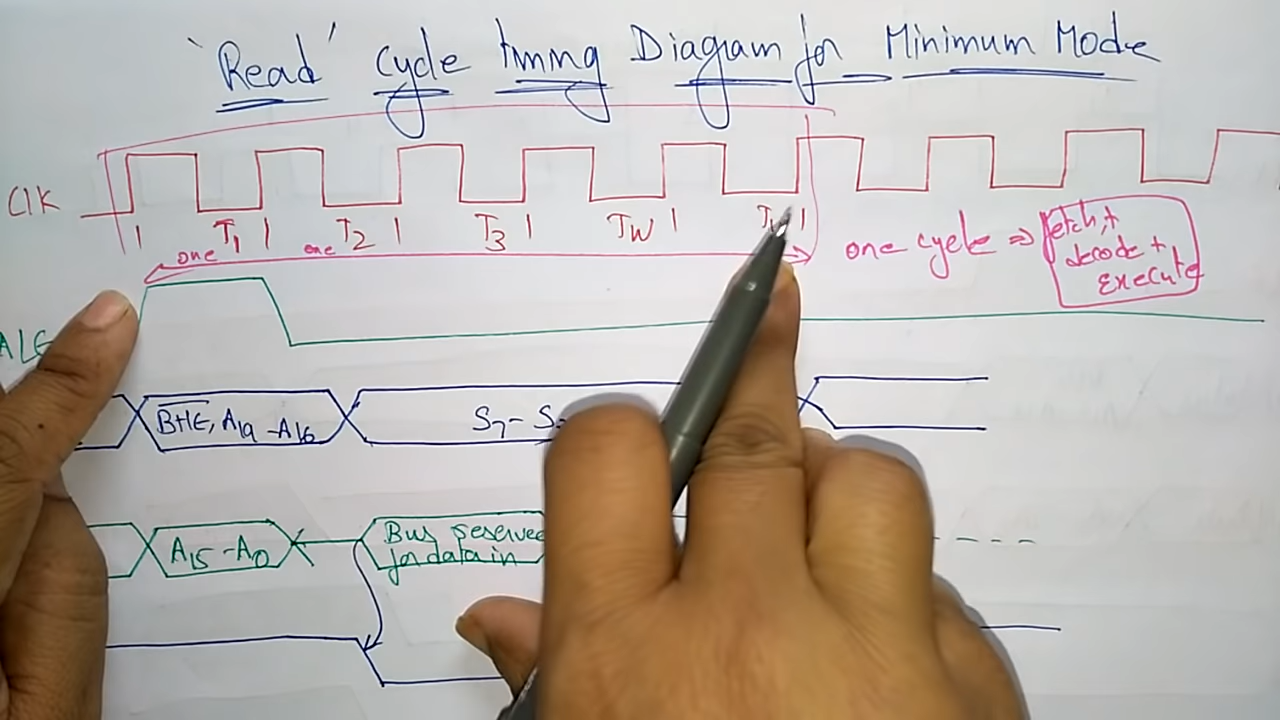 'Read' Cycle timing Diagram for Minimum Mode
ClK
T1 T2 T3 TW
one one
one cycle ⇒ fetch + decode + Execute
ALE
B̅H̅E̅, A19 - A16
S7 -
A15 - A0
Bus reserved
for data in